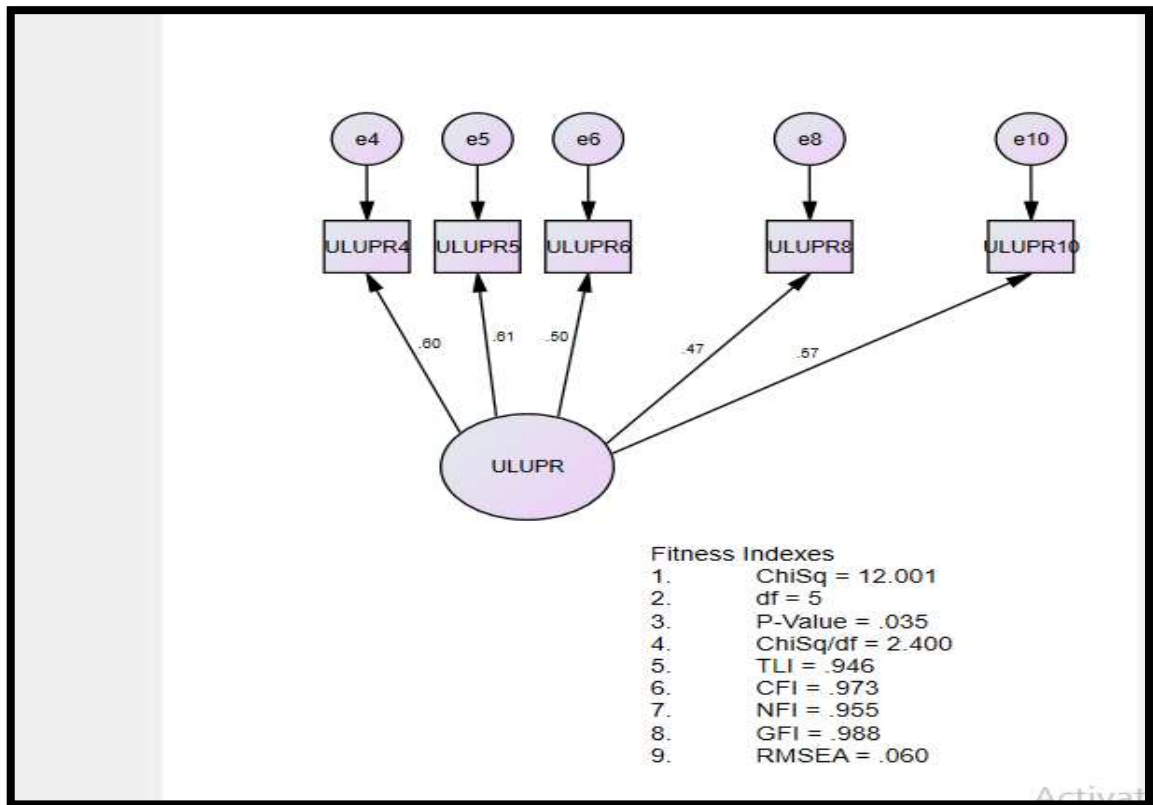 e4 e5 e6 e8 e10
ULUPR4 ULUPR5 ULUPR6 ULUPR8 ULUPR10
.60 .61 .50 .47 .57
ULUPR
Fitness Indexes
1. ChiSq = 12.001
2. df = 5
3. P-Value = .035
4. ChiSq/df = 2.400
5. TLI = .946
6. CFI = .973
7. NFI = .955
8. GFI = .988
9. RMSEA = .060
Activat